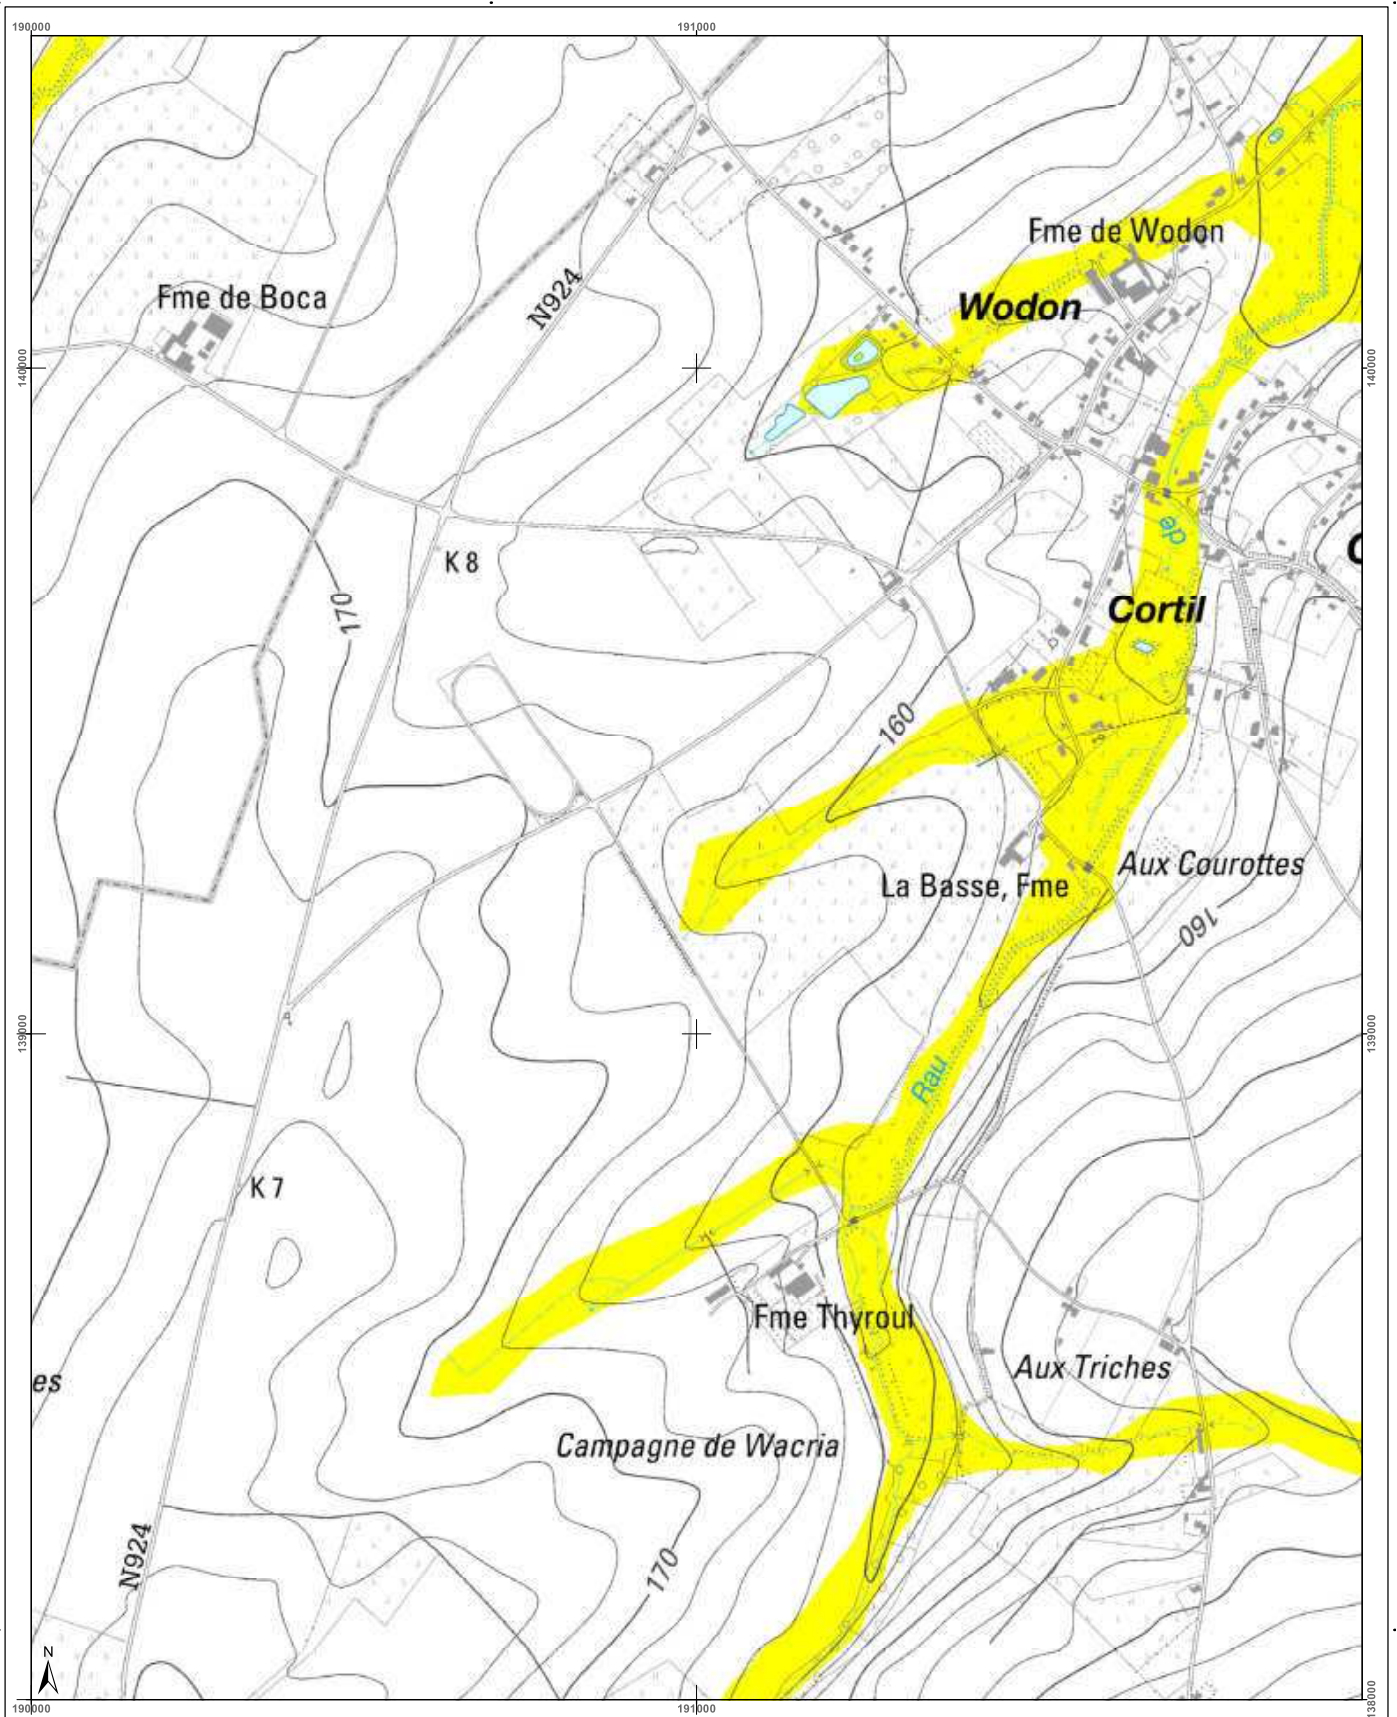 190000
191000
Fme de Wodon
Fme de Boca
N924
Wodon
140000
140000
K 8
de
C
170
Cortil
160
Aux Courottes
La Basse, Fme
160
139000
139000
Rau
K 7
Fme Thyroul
Aux Triches
es
Campagne de Wacria
N924
170
N
190000
191000
138000